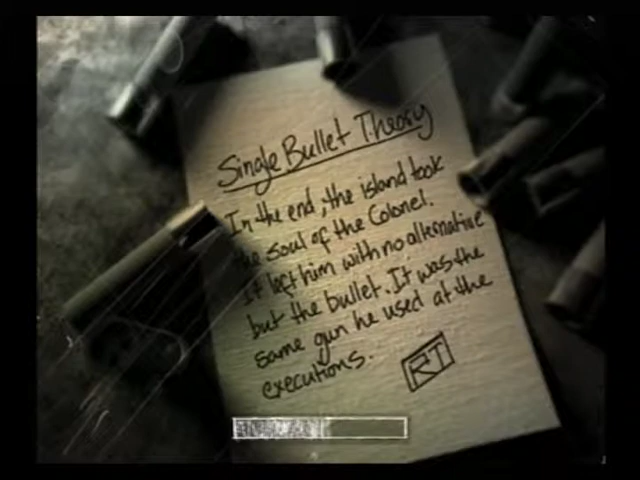 Single Bullet Theory
In the end, the island took
the soul of the Colonel.
It left him with no alternative
but the bullet. It was the
same gun he used at the
executions.
RT